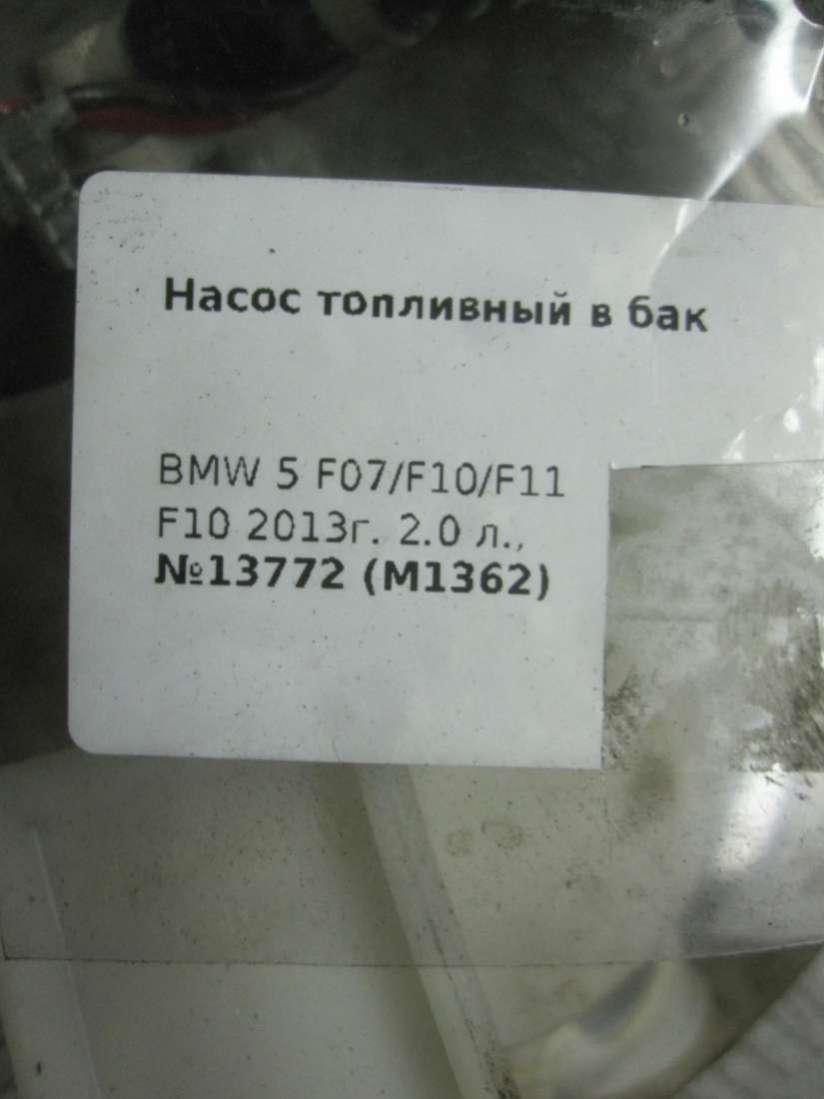 Насос топливный в бак
BMW 5 F07/F10/F11
F10 2013г. 2.0 л.,
№13772 (M1362)